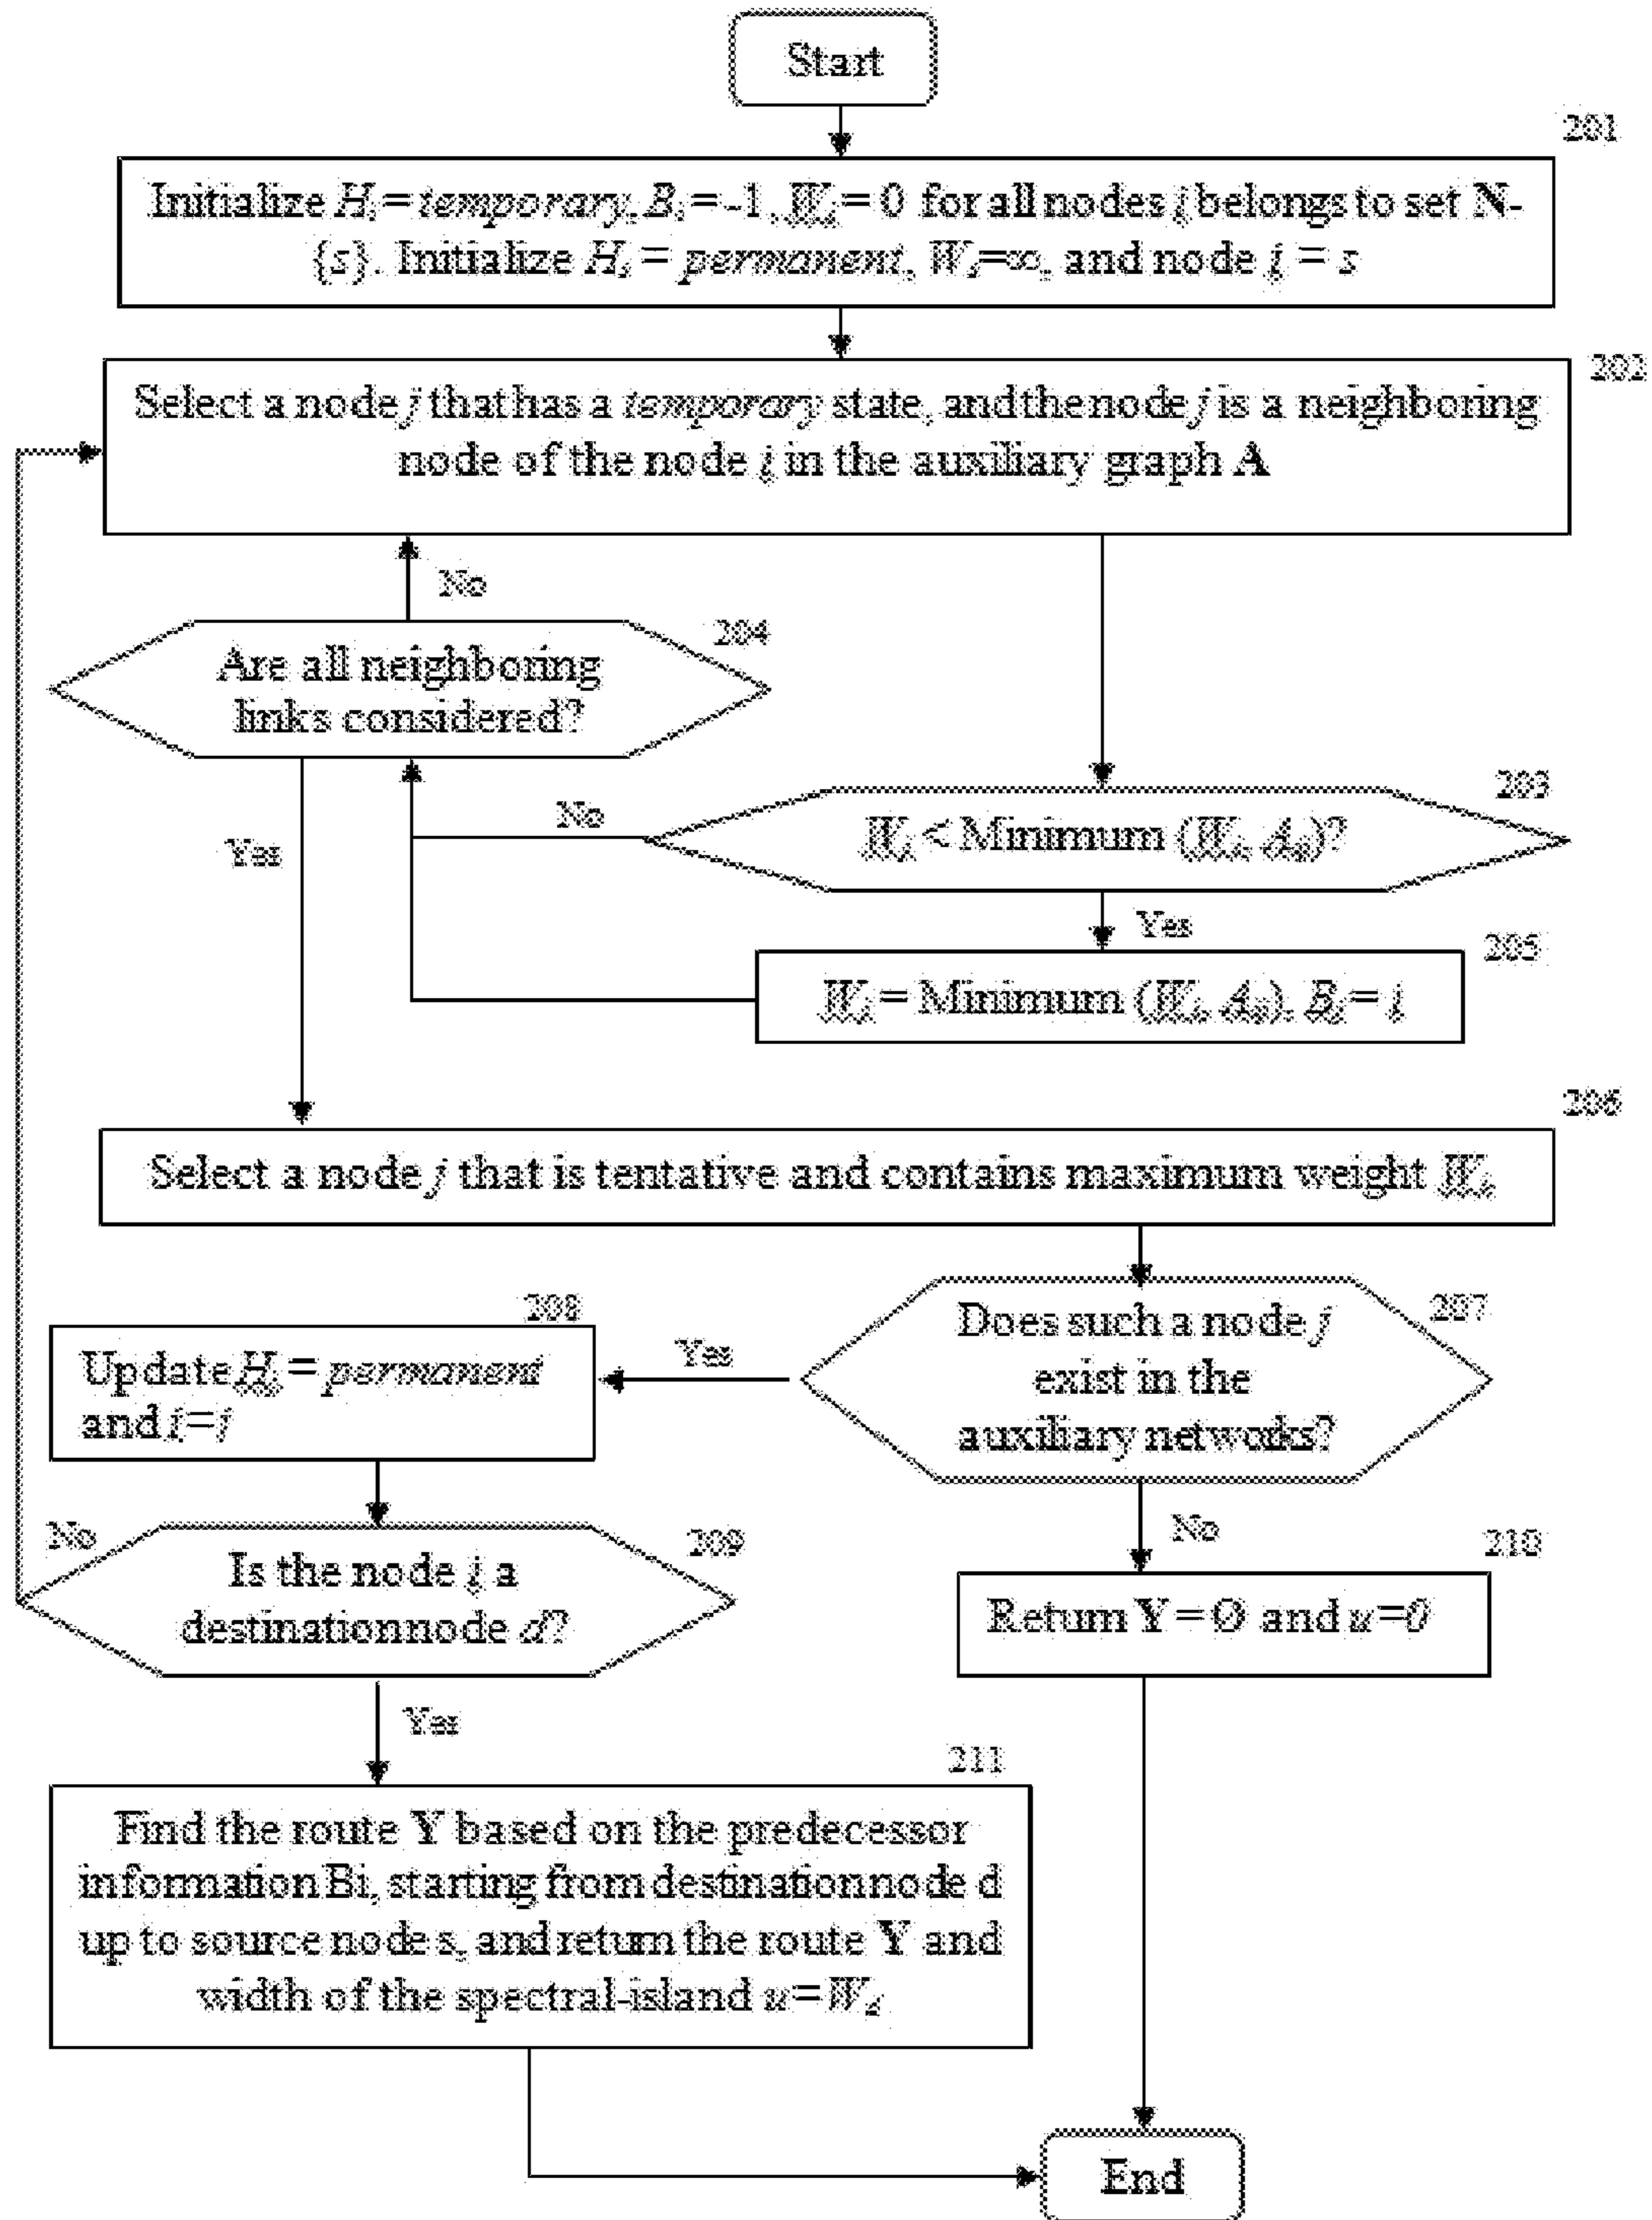 Start
201
Initialize Hᵢ = temporary, Bᵢ = -1, Wᵢ = 0 for all nodes i belongs to set N-
{s}. Initialize Hₛ = permanent, Wₛ=∞, and node i = s
202
Select a node j that has a temporary state, and the node j is a neighboring
node of the node i in the auxiliary graph A
No
204
Are all neighboring
links considered?
203
No
Wⱼ < Minimum (Wᵢ, Aᵢⱼ)?
Yes
Yes
205
Wⱼ = Minimum (Wᵢ, Aᵢⱼ), Bⱼ = i
206
Select a node j that is tentative and contains maximum weight
208
207
Does such a node j
exist in the
auxiliary networks?
Yes
Update = permanent
and i=j
No
209
No
210
Is the node i a
destination node d?
Return Y = Ø and u=0
Yes
211
Find the route Y based on the predecessor
information Bi, starting from destination node d
up to source node s, and return the route Y and
width of the spectral-island u=W_d
End